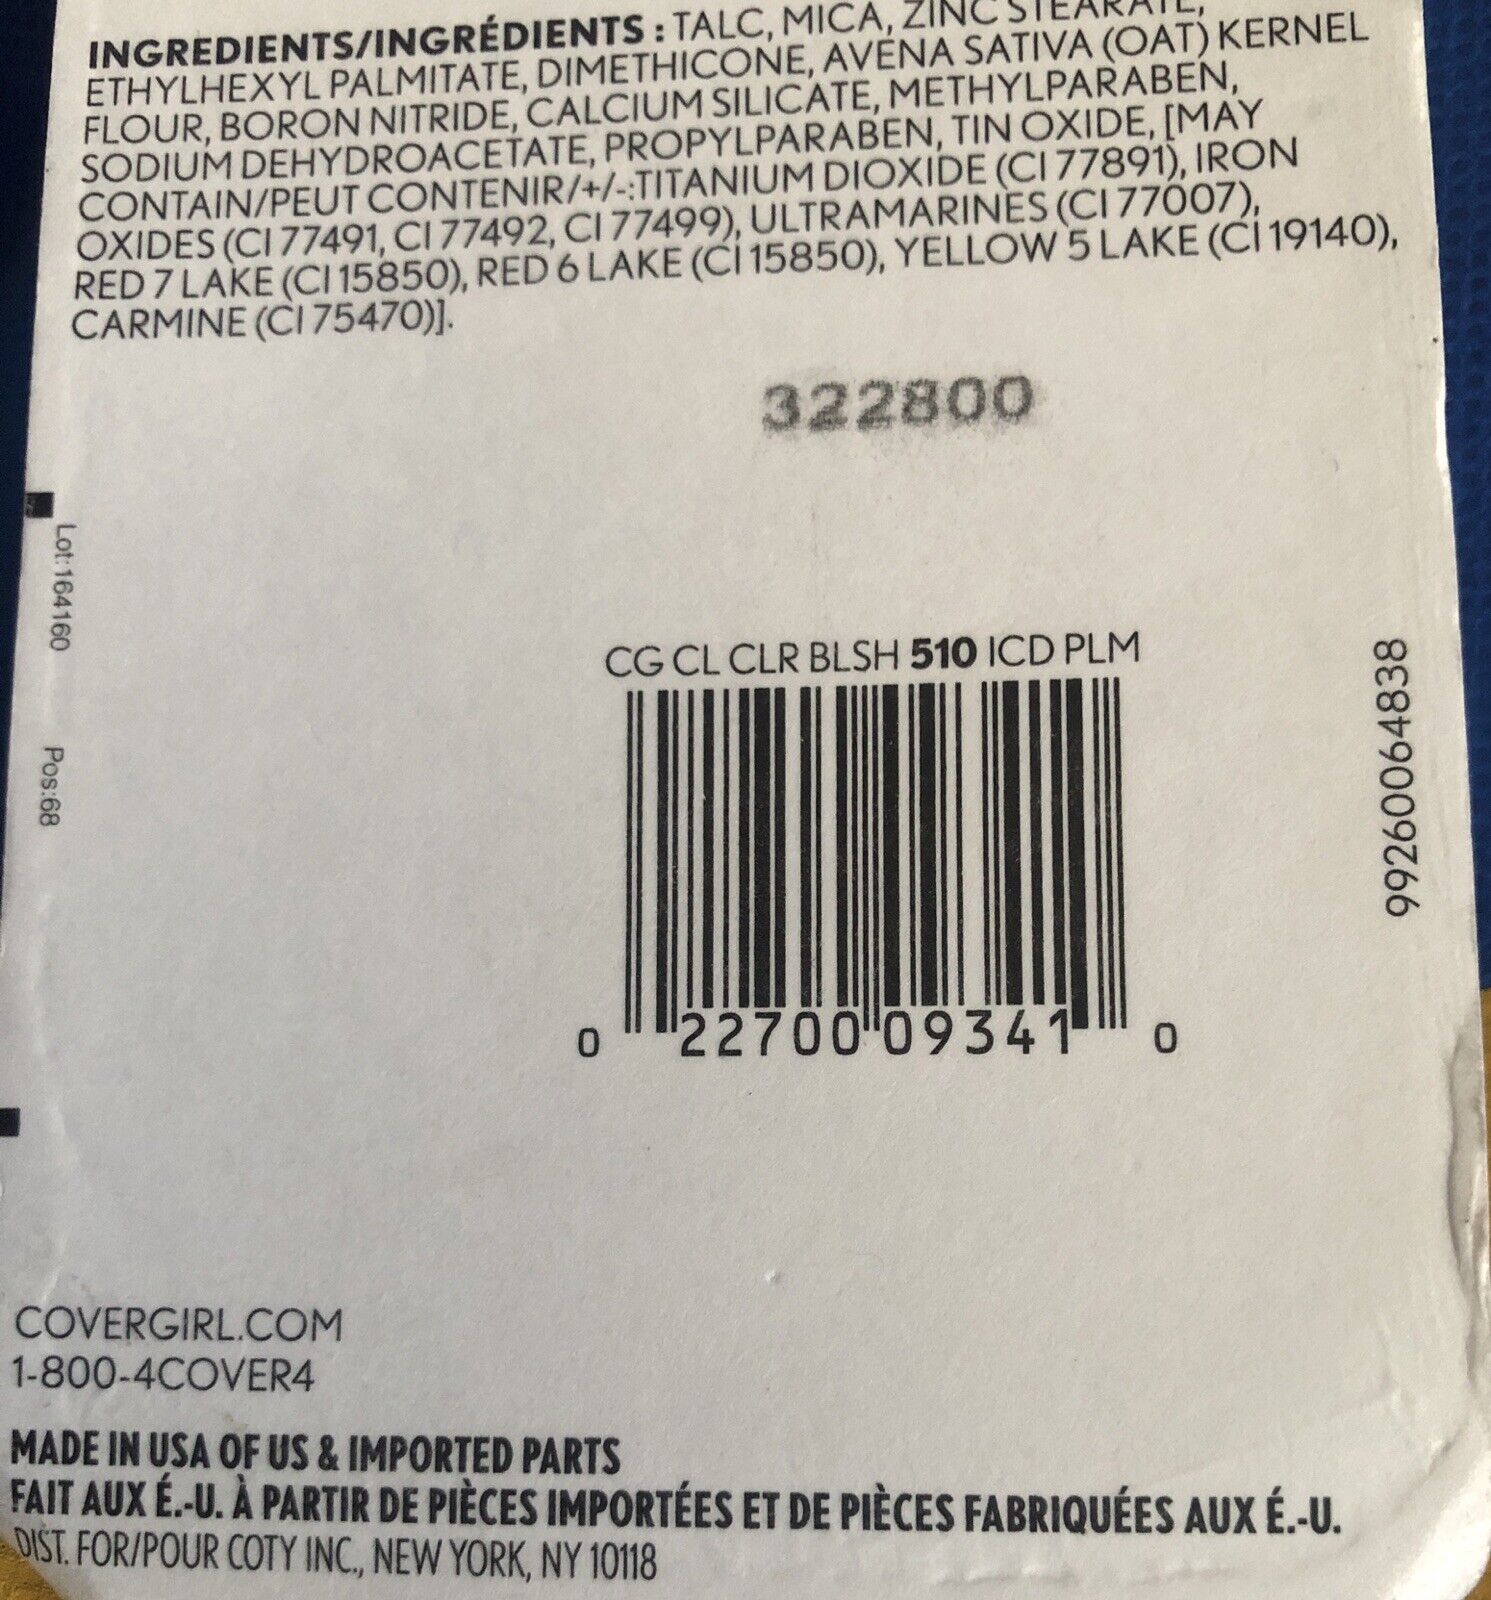 INGREDIENTS/INGRÉDIENTS : TALC, MICA, ZINC STEARATE,
ETHYLHEXYL PALMITATE, DIMETHICONE, AVENA SATIVA (OAT) KERNEL
FLOUR, BORON NITRIDE, CALCIUM SILICATE, METHYLPARABEN,
SODIUM DEHYDROACETATE, PROPYLPARABEN, TIN OXIDE, [MAY
CONTAIN/PEUT CONTENIR/+/-:TITANIUM DIOXIDE (CI 77891), IRON
OXIDES (CI 77491, CI 77492, CI 77499), ULTRAMARINES (CI 77007),
RED 7 LAKE (CI 15850), RED 6 LAKE (CI 15850), YELLOW 5 LAKE (CI 19140),
CARMINE (CI 75470)].
322800
Lot:164160 Pos:68
CG CL CLR BLSH 510 ICD PLM
0 22700 09341 0
99260064838
COVERGIRL.COM
1-800-4COVER4
MADE IN USA OF US & IMPORTED PARTS
FAIT AUX É.-U. À PARTIR DE PIÈCES IMPORTÉES ET DE PIÈCES FABRIQUÉES AUX É.-U.
DIST. FOR/POUR COTY INC., NEW YORK, NY 10118